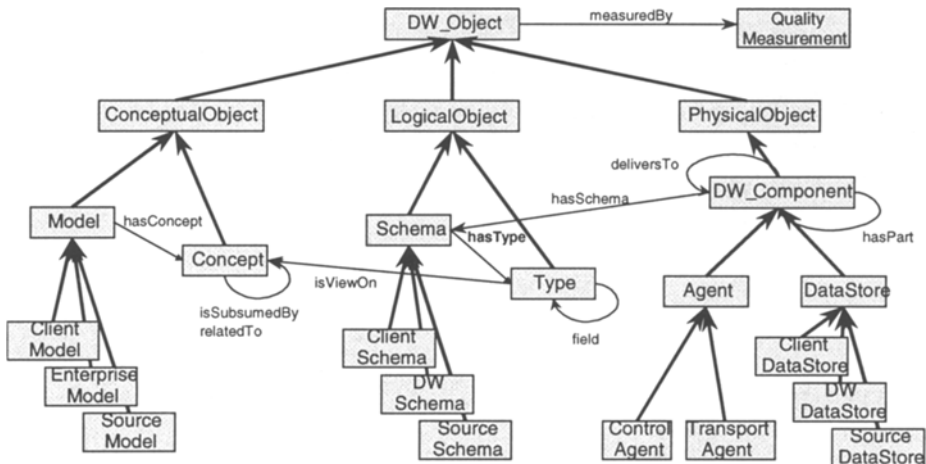 DW_Object
measuredBy
Quality
Measurement
ConceptualObject
LogicalObject
PhysicalObject
deliversTo
DW_Component
hasSchema
hasPart
Model
hasConcept
Schema
hasType
Concept
isViewOn
Type
Agent
DataStore
isSubsumedBy
relatedTo
field
Client
Model
Enterprise
Model
Source
Model
Client
Schema
DW
Schema
Source
Schema
Client
DataStore
DW
DataStore
Source
DataStore
Control
Agent
Transport
Agent